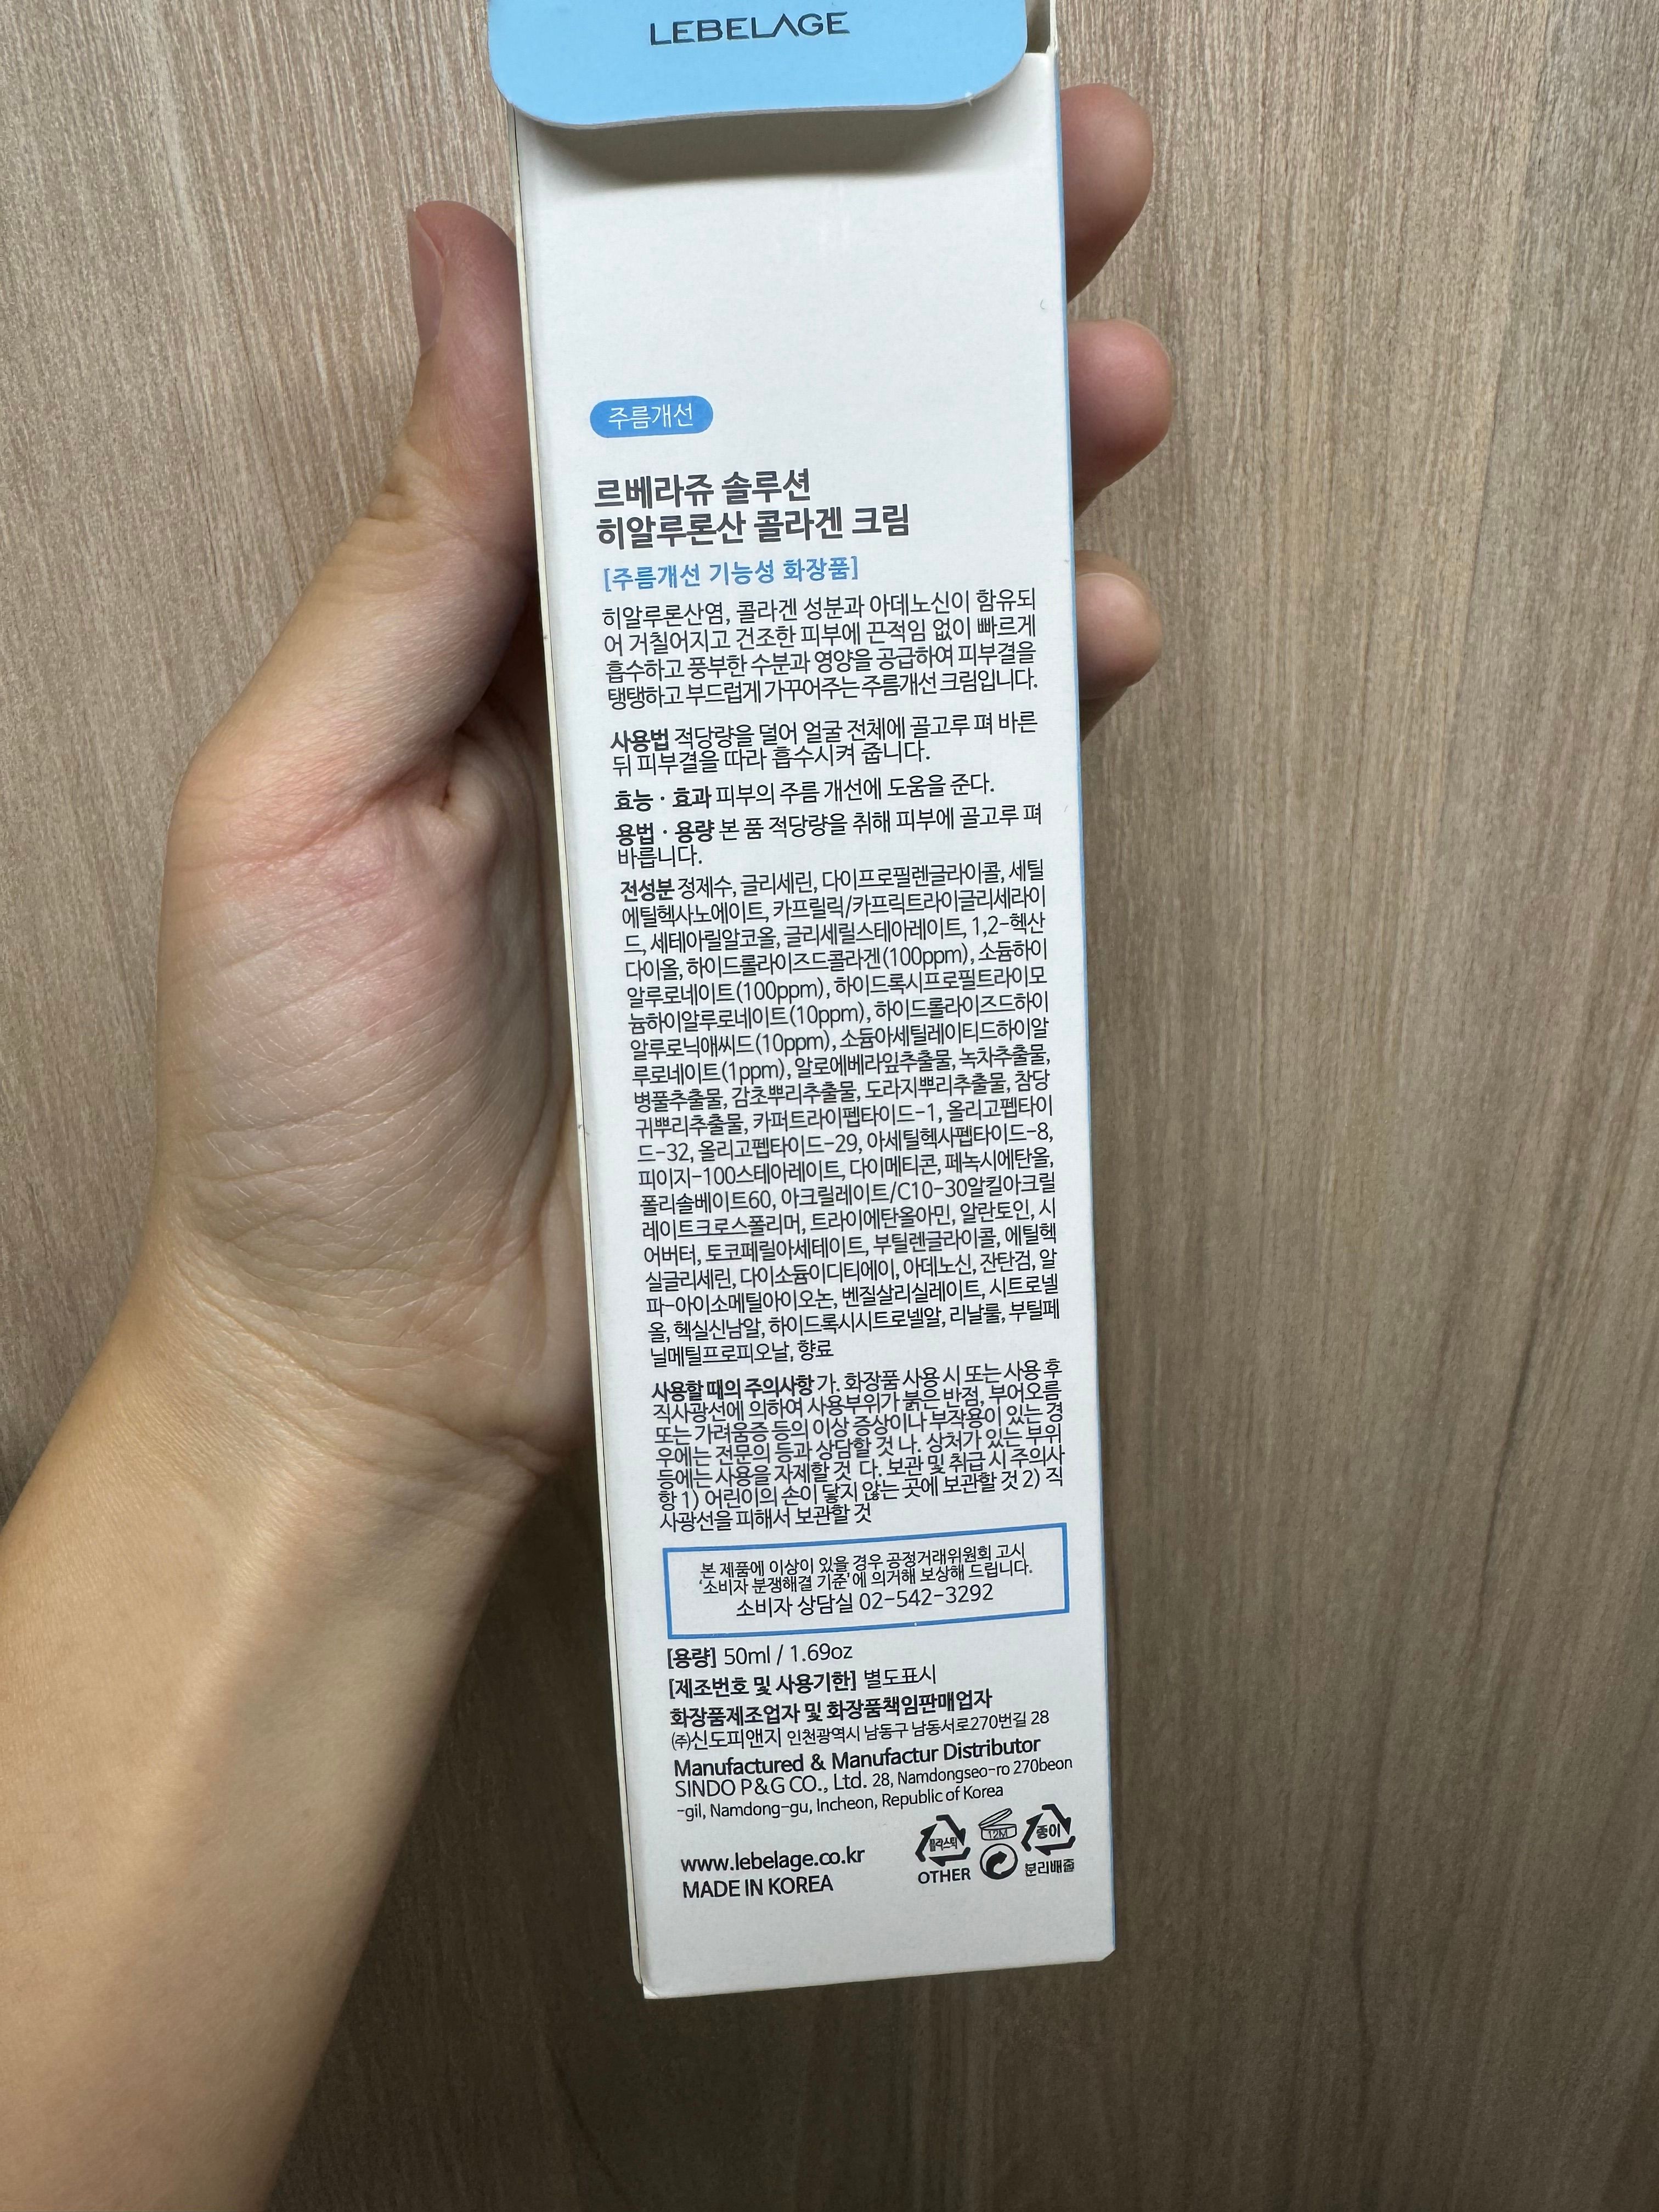 LEBELAGE
주름개선
르베라쥬 솔루션
히알루론산 콜라겐 크림
[주름개선 기능성 화장품]
히알루론산염, 콜라겐 성분과 아데노신이 함유되
어 거칠어지고 건조한 피부에 끈적임 없이 빠르게
흡수하고 풍부한 수분과 영양을 공급하여 피부결을
탱탱하고 부드럽게 가꾸어주는 주름개선 크림입니다.
사용법 적당량을 덜어 얼굴 전체에 골고루 펴 바른
뒤 피부결을 따라 흡수시켜 줍니다.
효능 · 효과 피부의 주름 개선에 도움을 준다.
용법 · 용량 본 품 적당량을 취해 피부에 골고루 펴
바릅니다.
전성분 정제수, 글리세린, 다이프로필렌글라이콜, 세틸
에틸헥사노에이트, 카프릴릭/카프릭트라이글리세라이
드, 세테아릴알코올, 글리세릴스테아레이트, 1,2-헥산
다이올, 하이드롤라이즈드콜라겐(100ppm), 소듐하이
알루로네이트(100ppm), 하이드록시프로필트라이모
늄하이알루로네이트(10ppm), 하이드롤라이즈드하이
알루로닉애씨드(10ppm), 소듐아세틸레이티드하이알
루로네이트(1ppm), 알로에베라잎추출물, 녹차추출물,
병풀추출물, 감초뿌리추출물, 도라지뿌리추출물, 참당
귀뿌리추출물, 카퍼트라이펩타이드-1, 올리고펩타이
드-32, 올리고펩타이드-29, 아세틸헥사펩타이드-8,
피이지-100스테아레이트, 다이메티콘, 페녹시에탄올,
폴리솔베이트60, 아크릴레이트/C10-30알킬아크릴
레이트크로스폴리머, 트라이에탄올아민, 알란토인, 시
어버터, 토코페릴아세테이트, 부틸렌글라이콜, 에틸헥
실글리세린, 다이소듐이디티에이, 아데노신, 잔탄검, 알
파-아이소메틸아이오논, 벤질살리실레이트, 시트로넬
올, 헥실신남알, 하이드록시시트로넬알, 리날룰, 부틸페
닐메틸프로피오날, 향료
사용할 때의 주의사항 가. 화장품 사용 시 또는 사용 후
직사광선에 의하여 사용부위가 붉은 반점, 부어오름
또는 가려움증 등의 이상 증상이나 부작용이 있는 경
우에는 전문의 등과 상담할 것 나. 상처가 있는 부위
등에는 사용을 자제할 것 다. 보관 및 취급 시 주의사
항 1) 어린이의 손이 닿지 않는 곳에 보관할 것 2) 직
사광선을 피해서 보관할 것
본 제품에 이상이 있을 경우 공정거래위원회 고시
'소비자 분쟁해결 기준'에 의거해 보상해 드립니다.
소비자 상담실 02-542-3292
[용량] 50ml / 1.69oz
[제조번호 및 사용기한] 별도표시
화장품제조업자 및 화장품책임판매업자
㈜신도피앤지 인천광역시 남동구 남동서로270번길 28
Manufactured & Manufactur Distributor
SINDO P&G CO., Ltd. 28, Namdongseo-ro 270beon
-gil, Namdong-gu, Incheon, Republic of Korea
www.lebelage.co.kr
MADE IN KOREA
플라스틱
OTHER
12M
종이
분리배출